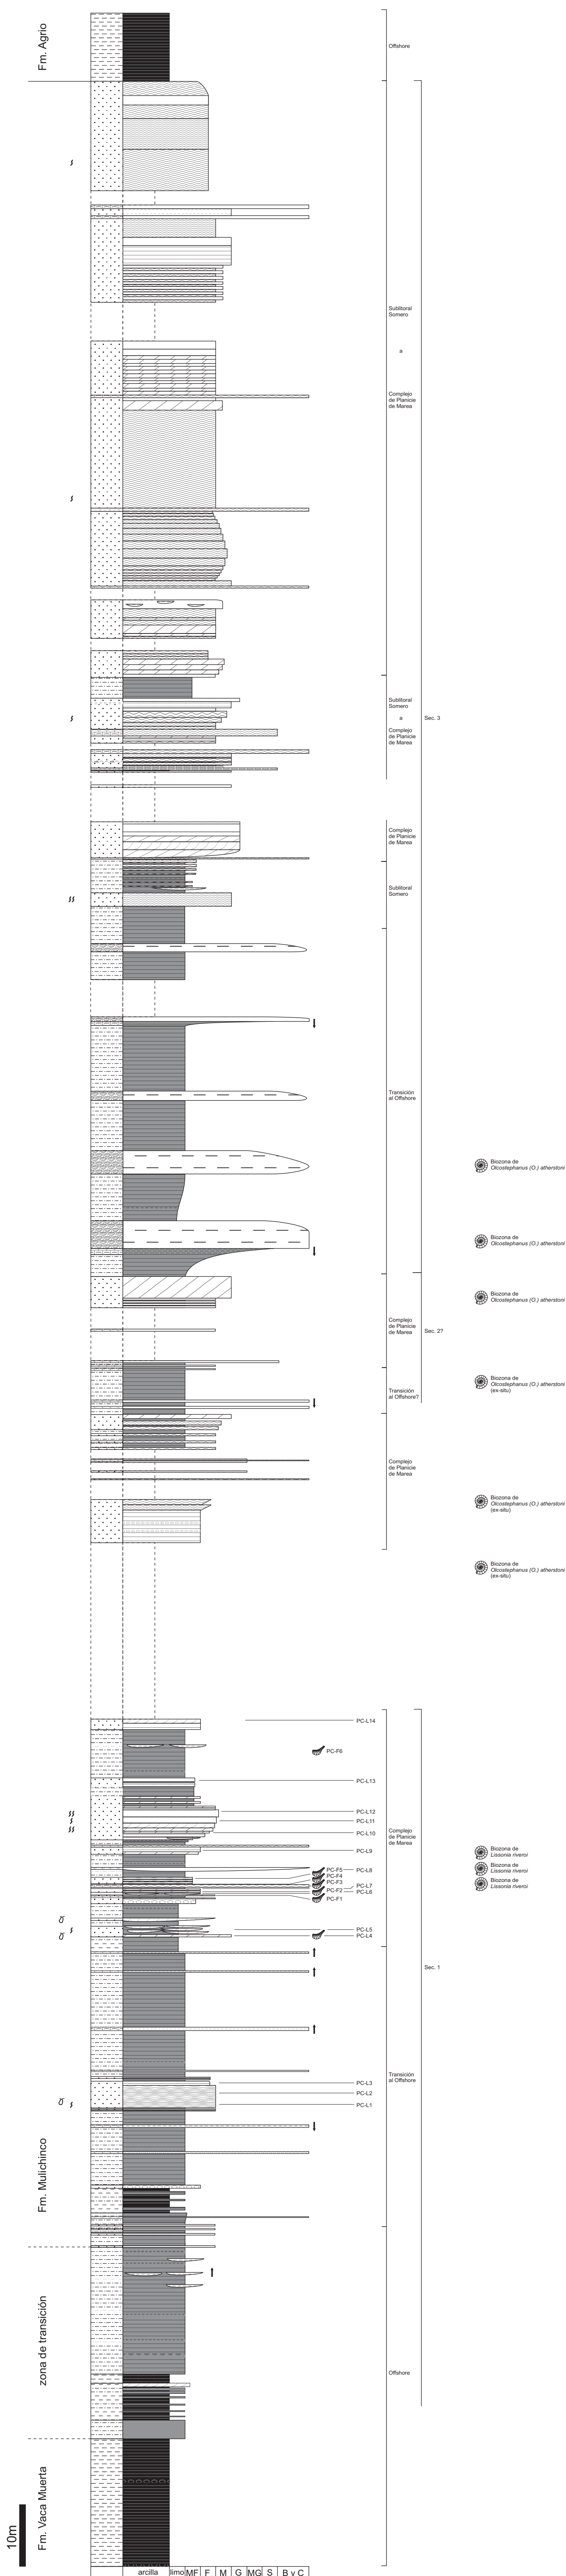 Fm. Agrio
Offshore
Sublitoral
Somero
a
Complejo
de Planicie
de Marea
Sublitoral
Somero
a
Complejo
de Planicie
de Marea
Sec. 3
Complejo
de Planicie
de Marea
Sublitoral
Somero
Transición
al Offshore
Biozona de
Olcostephanus (O.) atherstoni
Biozona de
Olcostephanus (O.) atherstoni
Biozona de
Olcostephanus (O.) atherstoni
Complejo
de Planicie
de Marea
Sec. 2?
Transición
al Offshore?
Biozona de
Olcostephanus (O.) atherstoni
(ex-situ)
Complejo
de Planicie
de Marea
Biozona de
Olcostephanus (O.) atherstoni
(ex-situ)
Biozona de
Olcostephanus (O.) atherstoni
(ex-situ)
PC-L14
PC-F6
PC-L13
PC-L12
PC-L11
PC-L10
Complejo
de Planicie
de Marea
PC-L9
Biozona de
Lissonia riveroi
Biozona de
Lissonia riveroi
Biozona de
Lissonia riveroi
PC-F5
PC-L8
PC-F4
PC-F3
PC-L7
PC-F2
PC-L6
PC-F1
PC-L5
PC-L4
Sec. 1
Transición
al Offshore
PC-L3
PC-L2
PC-L1
Fm. Mulichinco
zona de transición
Offshore
Fm. Vaca Muerta
10m
arcilla
limo
MF
F
M
G
MG
S
B y C